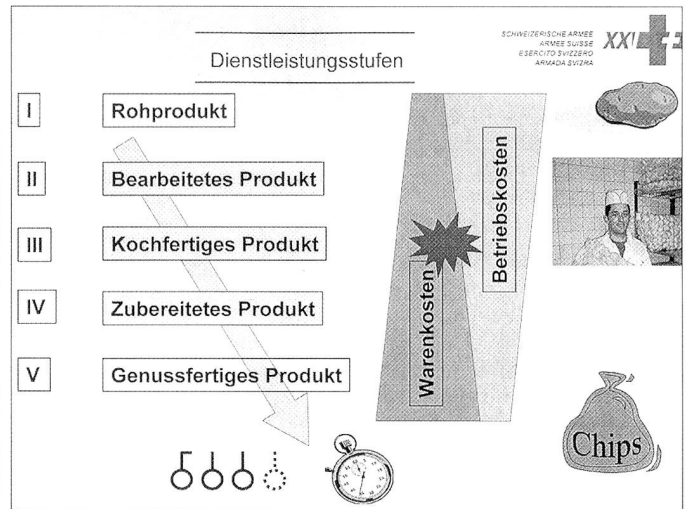 Dienstleistungsstufen
SCHWEIZERISCHE ARMEE
ARMEE SUISSE
ESERCITO SVIZZERO
ARMADA SVIZRA
XXI
I
Rohprodukt
II
Bearbeitetes Produkt
III
Kochfertiges Produkt
IV
Zubereitetes Produkt
V
Genussfertiges Produkt
Warenkosten
Betriebskosten
Chips